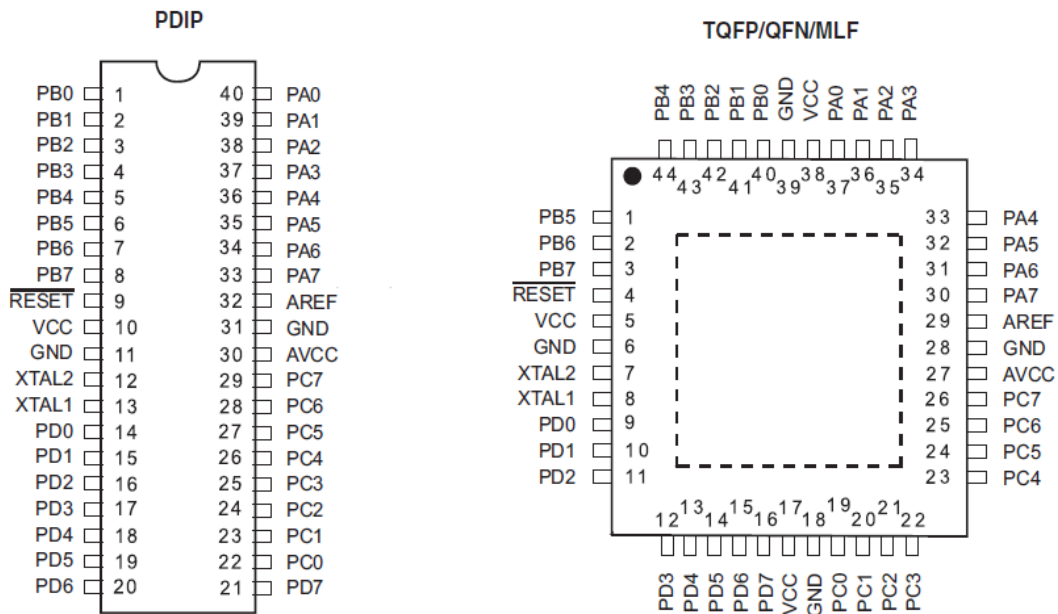 PDIP
PB0 1 40 PA0
PB1 2 39 PA1
PB2 3 38 PA2
PB3 4 37 PA3
PB4 5 36 PA4
PB5 6 35 PA5
PB6 7 34 PA6
PB7 8 33 PA7
RESET 9 32 AREF
VCC 10 31 GND
GND 11 30 AVCC
XTAL2 12 29 PC7
XTAL1 13 28 PC6
PD0 14 27 PC5
PD1 15 26 PC4
PD2 16 25 PC3
PD3 17 24 PC2
PD4 18 23 PC1
PD5 19 22 PC0
PD6 20 21 PD7
TQFP/QFN/MLF
PB4 PB3 PB2 PB1 PB0 GND VCC PA0 PA1 PA2 PA3
44 43 42 41 40 39 38 37 36 35 34
PB5 1 33 PA4
PB6 2 32 PA5
PB7 3 31 PA6
RESET 4 30 PA7
VCC 5 29 AREF
GND 6 28 GND
XTAL2 7 27 AVCC
XTAL1 8 26 PC7
PD0 9 25 PC6
PD1 10 24 PC5
PD2 11 23 PC4
12 13 14 15 16 17 18 19 20 21 22
PD3 PD4 PD5 PD6 PD7 VCC GND PC0 PC1 PC2 PC3